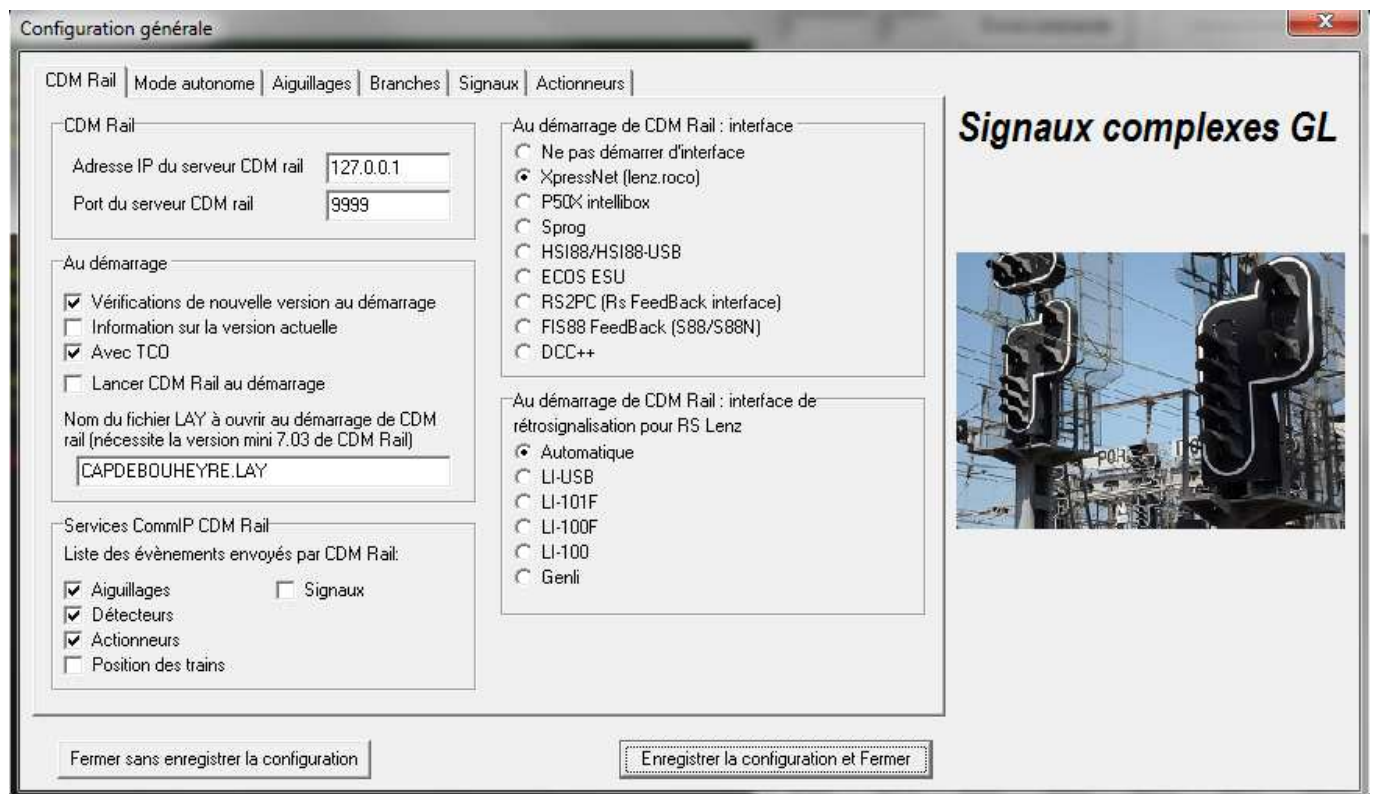 Configuration générale
CDM Rail
Mode autonome
Aiguillages
Branches
Signaux
Actionneurs
CDM Rail
Adresse IP du serveur CDM rail
127.0.0.1
Port du serveur CDM rail
9999
Au démarrage
Vérifications de nouvelle version au démarrage
Information sur la version actuelle
Avec TCO
Lancer CDM Rail au démarrage
Nom du fichier LAY à ouvrir au démarrage de CDM
rail (nécessite la version mini 7.03 de CDM Rail)
CAPDEBOUHEYRE.LAY
Services CommIP CDM Rail
Liste des évènements envoyés par CDM Rail:
Aiguillages
Signaux
Détecteurs
Actionneurs
Position des trains
Au démarrage de CDM Rail : interface
Ne pas démarrer d'interface
XpressNet (lenz.roco)
P50X intellibox
Sprog
HSI88/HSI88-USB
ECOS ESU
RS2PC (Rs FeedBack interface)
FIS88 FeedBack (S88/S88N)
DCC++
Au démarrage de CDM Rail : interface de
rétrosignalisation pour RS Lenz
Automatique
LI-USB
LI-101F
LI-100F
LI-100
Genli
Signaux complexes GL
Fermer sans enregistrer la configuration
Enregistrer la configuration et Fermer